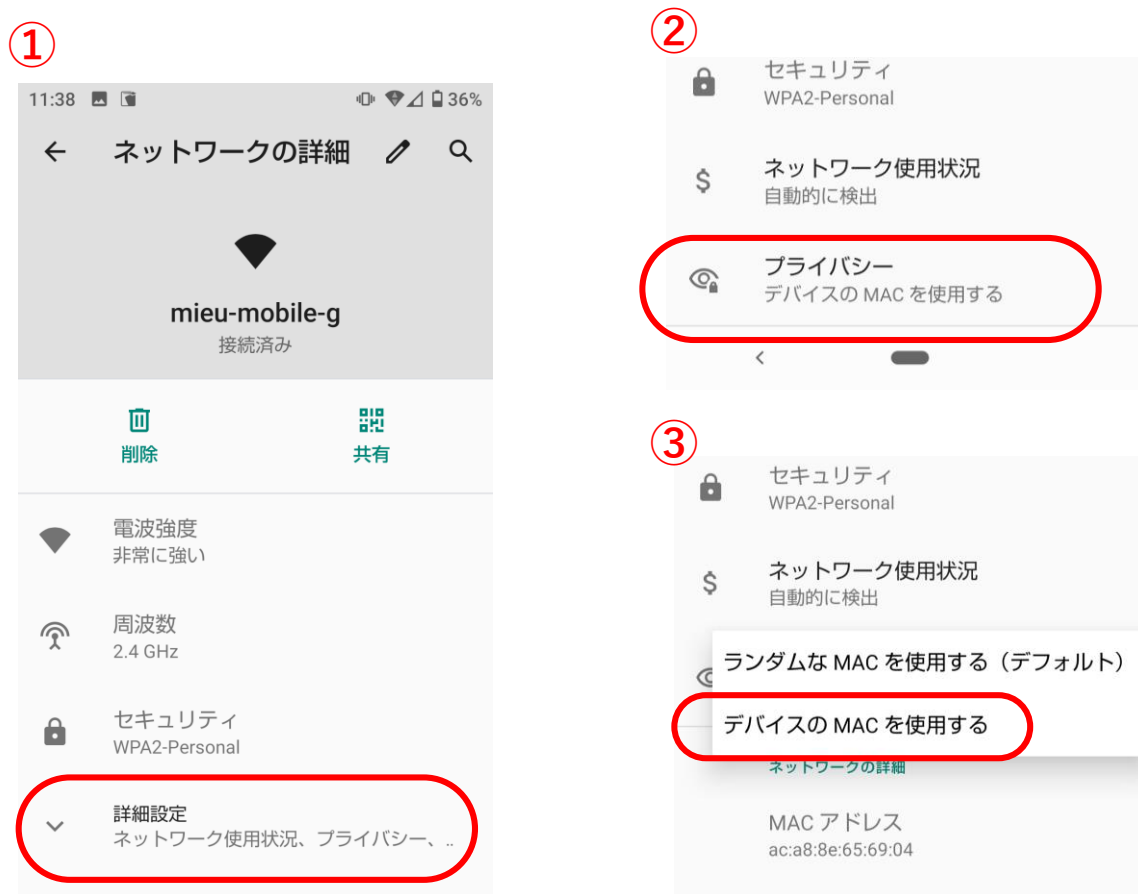 ①
11:38
36%
ネットワークの詳細
mieu-mobile-g
接続済み
削除
共有
電波強度
非常に強い
周波数
2.4 GHz
セキュリティ
WPA2-Personal
詳細設定
ネットワーク使用状況、プライバシー、..
②
セキュリティ
WPA2-Personal
ネットワーク使用状況
自動的に検出
プライバシー
デバイスの MAC を使用する
③
セキュリティ
WPA2-Personal
ネットワーク使用状況
自動的に検出
ランダムな MAC を使用する（デフォルト）
デバイスの MAC を使用する
ネットワークの詳細
MAC アドレス
ac:a8:8e:65:69:04